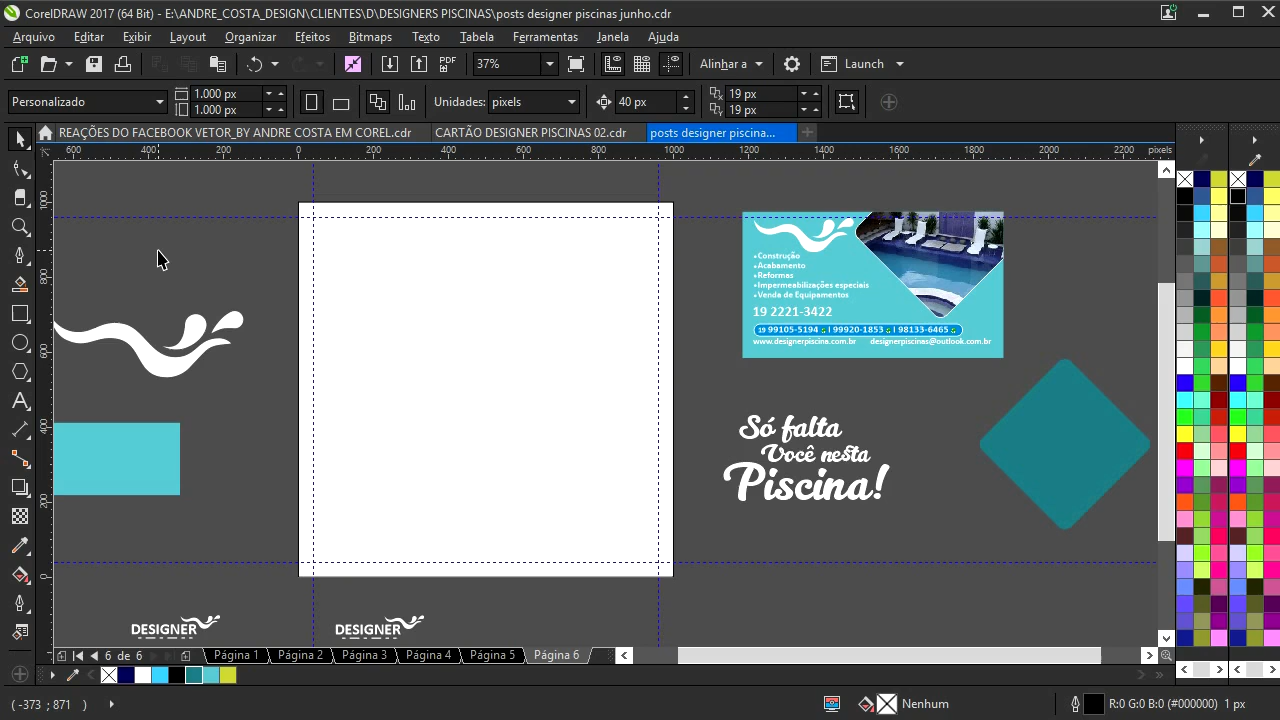 CorelDRAW 2017 (64 Bit) - E:\ANDRE_COSTA_DESIGN\CLIENTES\D\DESIGNERS PISCINAS\posts designer piscinas junho.cdr
Arquivo Editar Exibir Layout Organizar Efeitos Bitmaps Texto Tabela Ferramentas Janela Ajuda
PDF 37% Alinhar a Launch
Personalizado 1.000 px 1.000 px Unidades: pixels 40 px 19 px 19 px
REAÇÕES DO FACEBOOK VETOR_BY ANDRE COSTA EM COREL.cdr CARTÃO DESIGNER PISCINAS 02.cdr posts designer piscina...
600 400 200 0 200 400 600 800 1000 1200 1400 1600 1800 2000 2200 pixels
1000
800
600
400
200
0
Construção
Acabamento
Reformas
Impermeabilizações especiais
Venda de Equipamentos
19 2221-3422
19 99105-5194 | 99920-1853 | 98133-6465
www.designerpiscina.com.br designerpiscinas@outlook.com.br
Só falta
Você nesta
Piscina!
DESIGNER DESIGNER
6 de 6 Página 1 Página 2 Página 3 Página 4 Página 5 Página 6
( -373 ; 871 ) Nenhum R:0 G:0 B:0 (#000000) 1 px